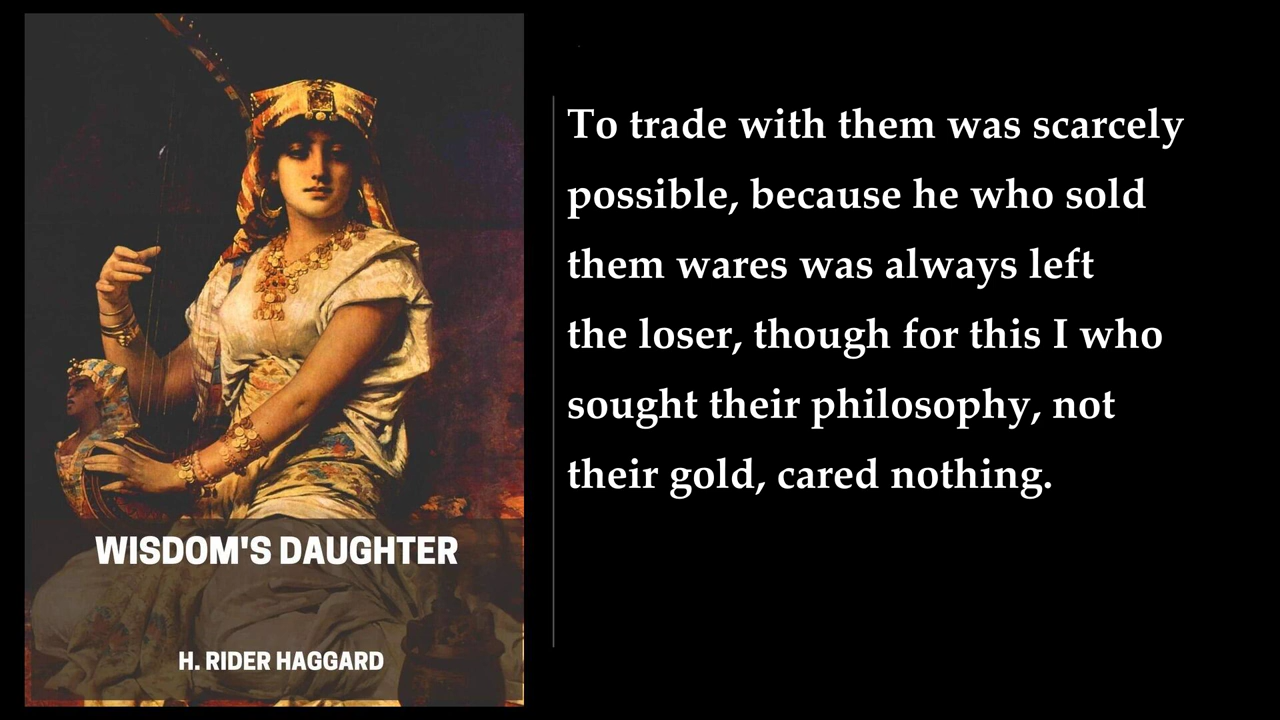 WISDOM'S DAUGHTER
H. RIDER HAGGARD
To trade with them was scarcely
possible, because he who sold
them wares was always left
the loser, though for this I who
sought their philosophy, not
their gold, cared nothing.